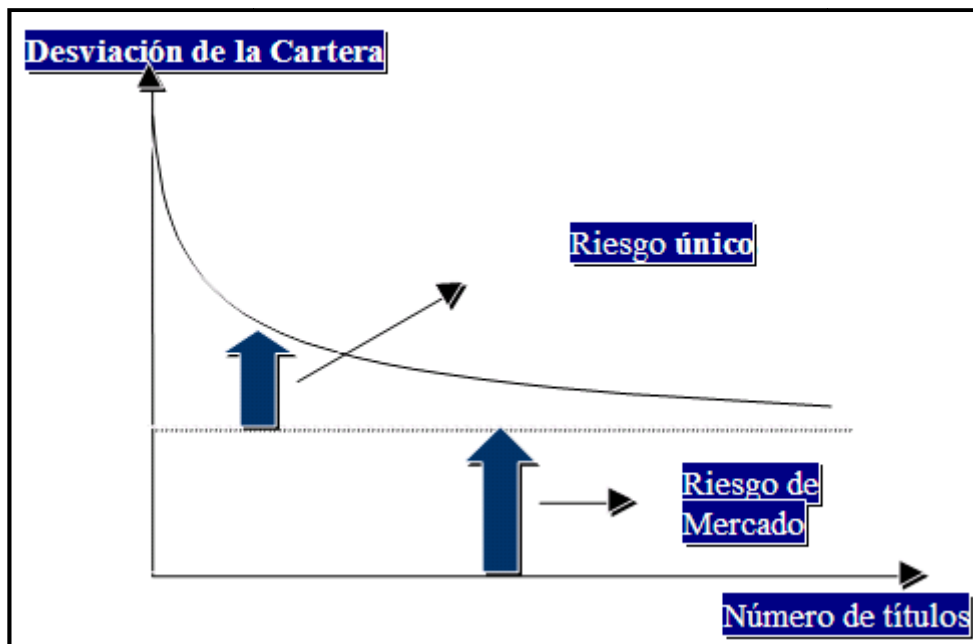 Desviación de la Cartera
Riesgo único
Riesgo de
Mercado
Número de títulos